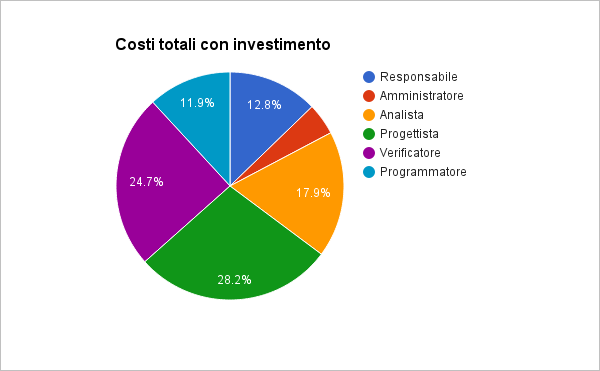 Costi totali con investimento
Responsabile
Amministratore
Analista
Progettista
Verificatore
Programmatore
11.9%
12.8%
24.7%
17.9%
28.2%